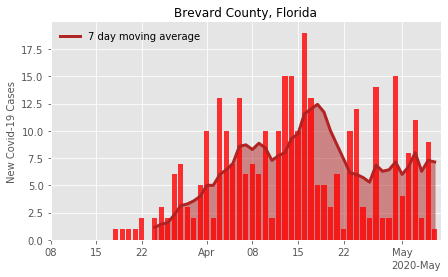 Brevard County, Florida
7 day moving average
New Covid-19 Cases
17.5
15.0
12.5
10.0
7.5
5.0
2.5
0.0
08 15 22 Apr 08 15 22 May
2020-May